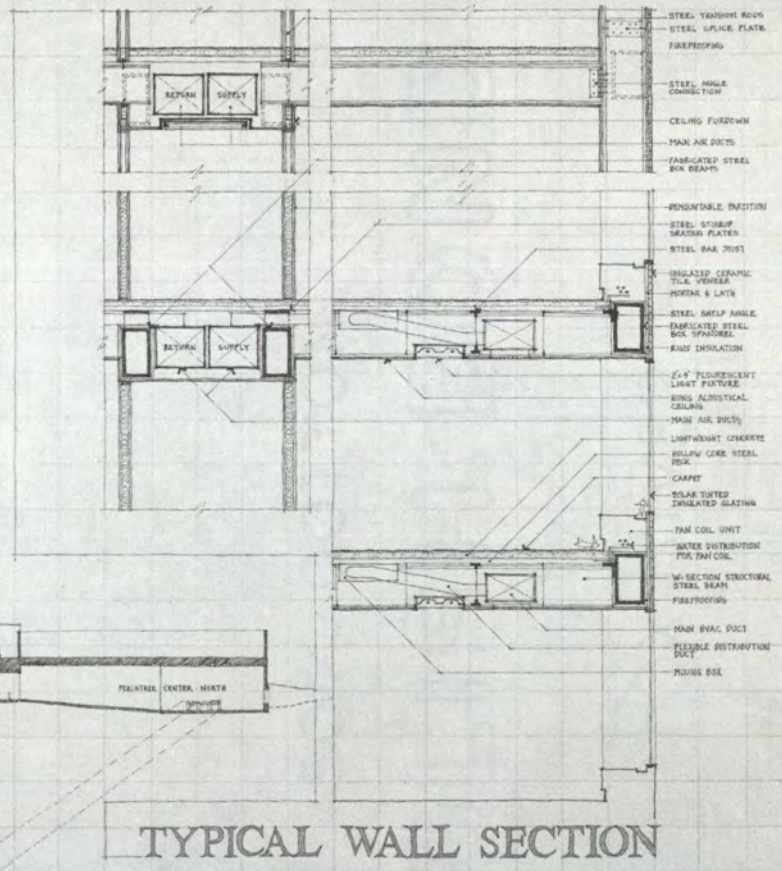 STEEL TENSION RODS
STEEL SPLICE PLATE
FIREPROOFING
RETURN SUPPLY
STEEL ANGLE
CONNECTION
CEILING FURDOWN
MAIN AIR DUCTS
FABRICATED STEEL
BOX BEAMS
DEMOUNTABLE PARTITION
STEEL STIRRUP
BEARING PLATES
STEEL BAR JOIST
UNGLAZED CERAMIC
TILE VENEER
MORTAR & LATH
STEEL SHELF ANGLE
FABRICATED STEEL
BOX SPANDREL
RETURN SUPPLY
RIGID INSULATION
2'x4' FLOURESCENT
LIGHT FIXTURE
HUNG ACOUSTICAL
CEILING
MAIN AIR DUCTS
LIGHTWEIGHT CONCRETE
HOLLOW CORE STEEL
DECK
CARPET
SOLAR TINTED
INSULATED GLAZING
FAN COIL UNIT
WATER DISTRIBUTION
FOR FAN COIL
W-SECTION STRUCTURAL
STEEL BEAM
FIREPROOFING
MAIN HVAC DUCT
FLEXIBLE DISTRIBUTION
DUCT
MIXING BOX
PEACHTREE CENTER - NORTH
TYPICAL WALL SECTION